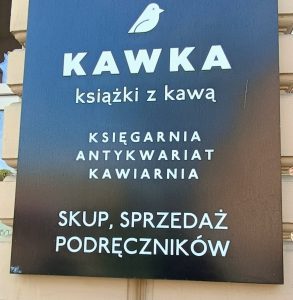 KAWKA
książki z kawą
KSIĘGARNIA
ANTYKWARIAT
KAWIARNIA
SKUP, SPRZEDAŻ
PODRĘCZNIKÓW